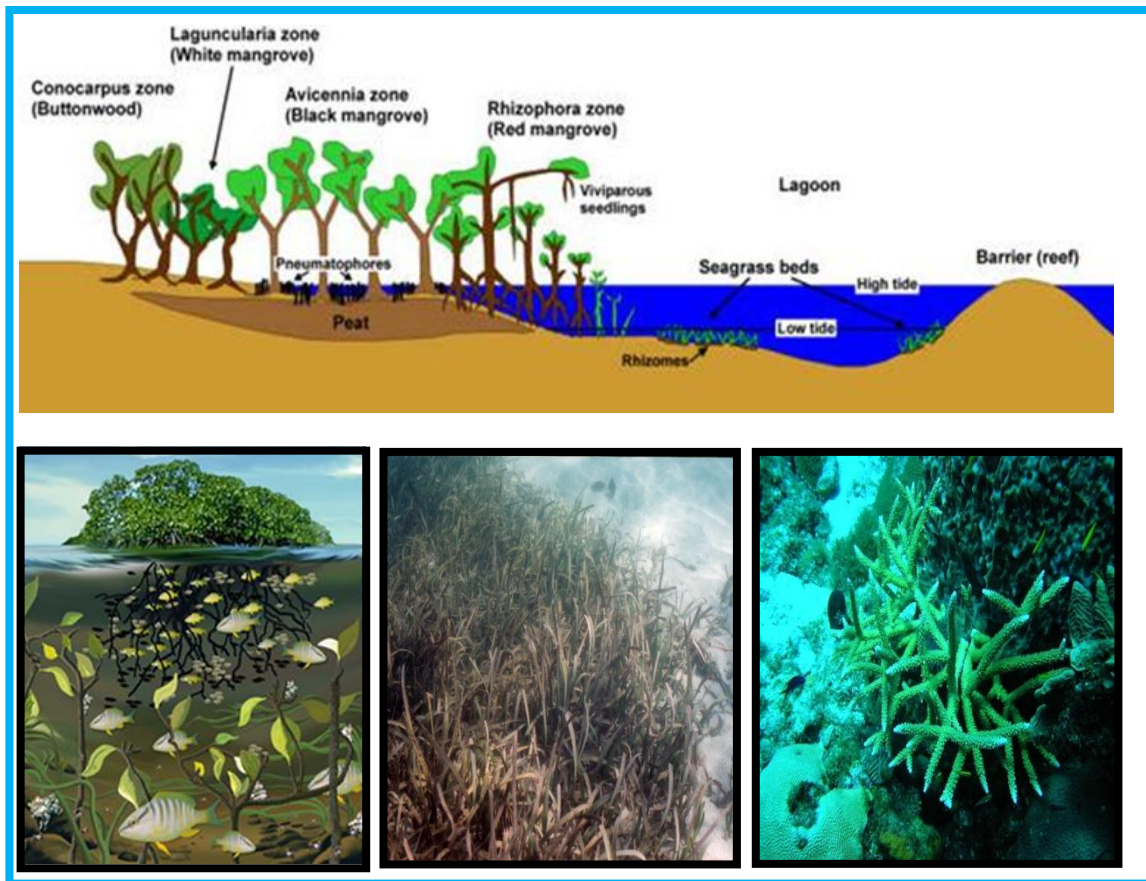 Laguncularia zone
(White mangrove)
Conocarpus zone
(Buttonwood)
Avicennia zone
(Black mangrove)
Rhizophora zone
(Red mangrove)
Viviparous
seedlings
Lagoon
Pneumatophores
Seagrass beds
High tide
Barrier (reef)
Peat
Low tide
Rhizomes